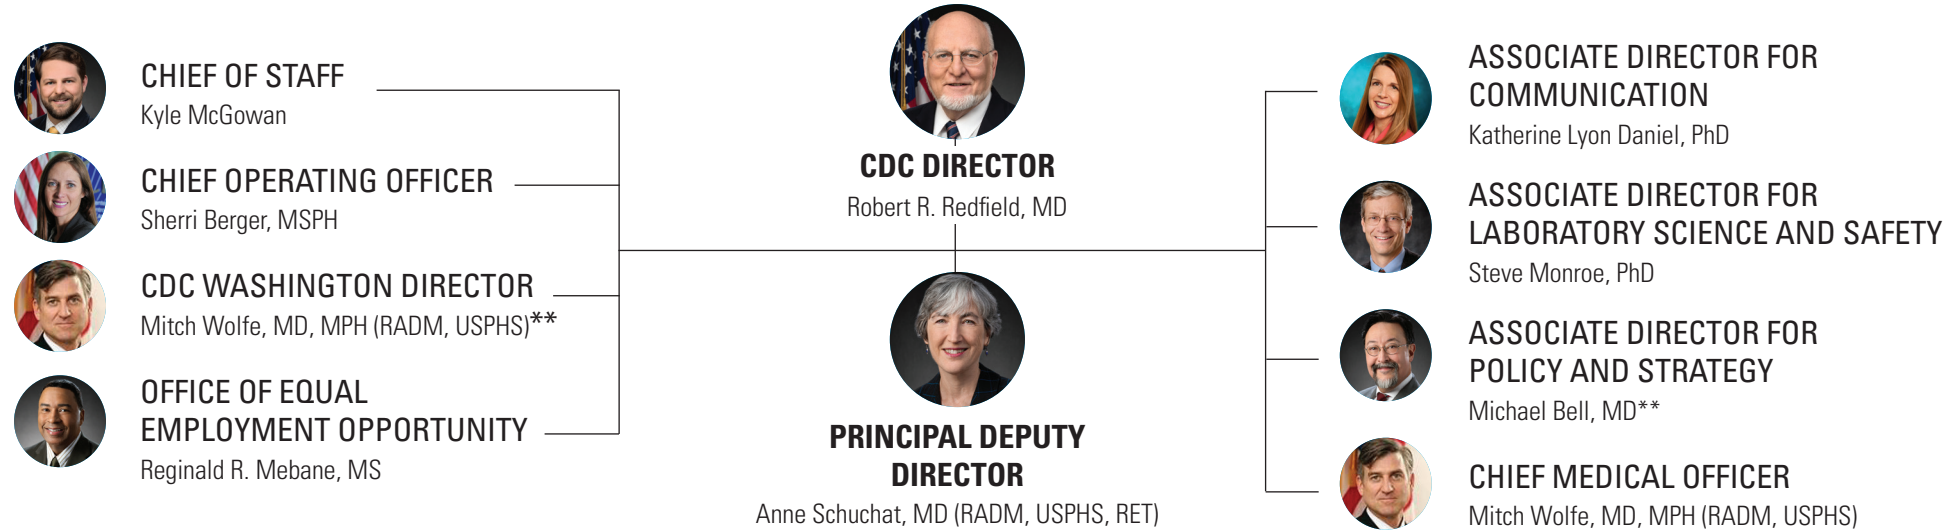 CHIEF OF STAFF
Kyle McGowan
CHIEF OPERATING OFFICER
Sherri Berger, MSPH
CDC WASHINGTON DIRECTOR
Mitch Wolfe, MD, MPH (RADM, USPHS)**
OFFICE OF EQUAL
EMPLOYMENT OPPORTUNITY
Reginald R. Mebane, MS
CDC DIRECTOR
Robert R. Redfield, MD
PRINCIPAL DEPUTY
DIRECTOR
Anne Schuchat, MD (RADM, USPHS, RET)
ASSOCIATE DIRECTOR FOR
COMMUNICATION
Katherine Lyon Daniel, PhD
ASSOCIATE DIRECTOR FOR
LABORATORY SCIENCE AND SAFETY
Steve Monroe, PhD
ASSOCIATE DIRECTOR FOR
POLICY AND STRATEGY
Michael Bell, MD**
CHIEF MEDICAL OFFICER
Mitch Wolfe, MD, MPH (RADM, USPHS)